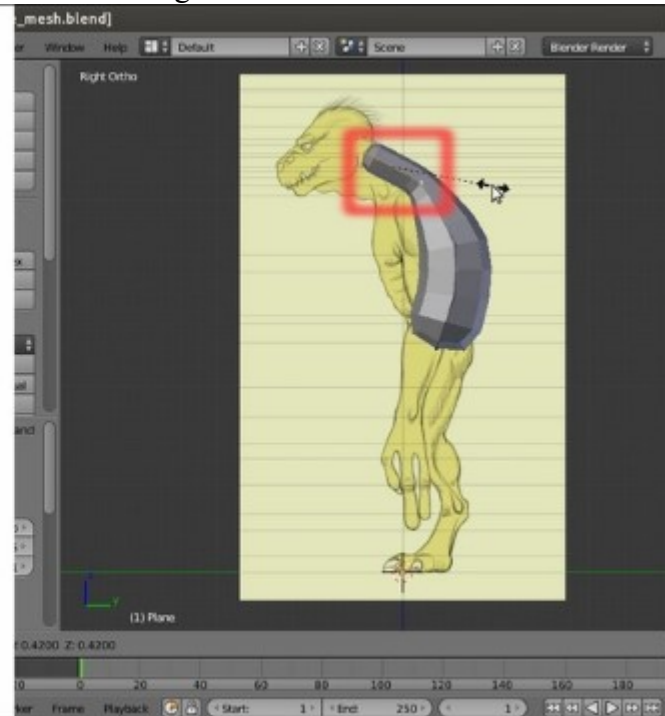 _mesh.blend]
Window Help Default Scene Blender Render
Right Ortho
(1) Plane
0.4200 Z: 0.4200
0 20 40 60 80 100 120 140 160 180
Frame Playback Start: 1 End: 250 1